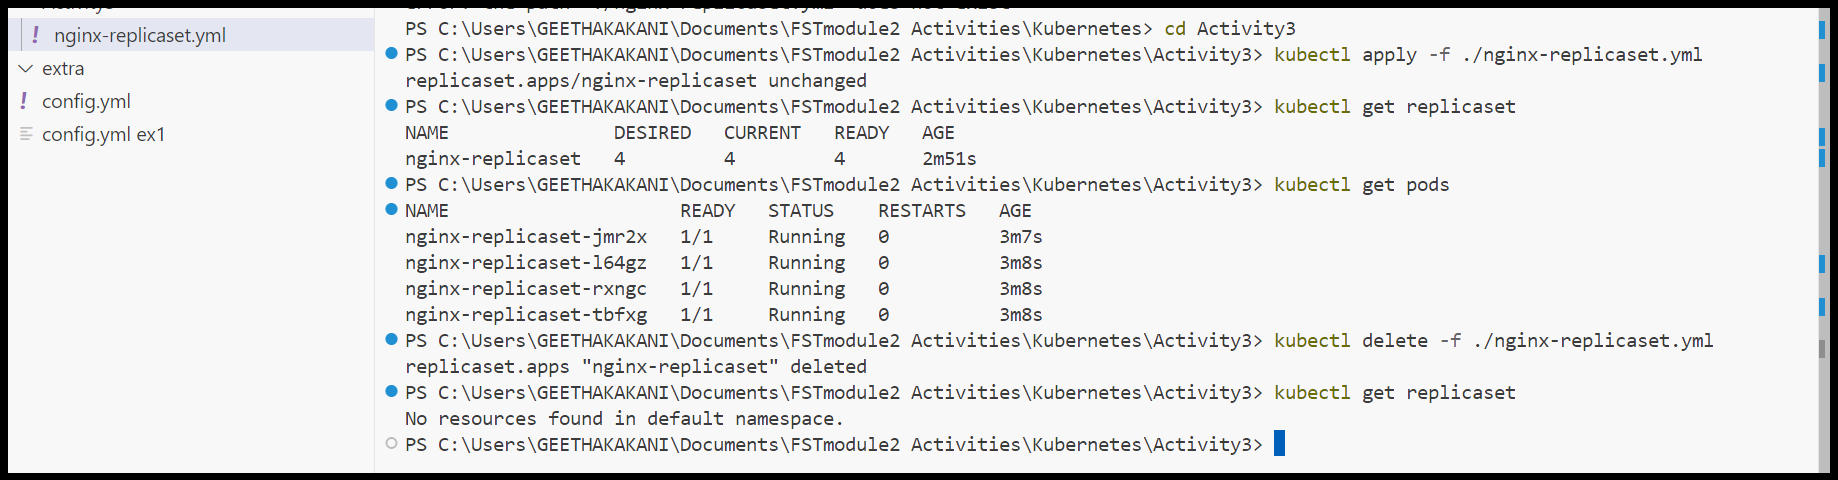 nginx-replicaset.yml
extra
config.yml
config.yml ex1
PS C:\Users\GEETHAKAKANI\Documents\FSTmodule2 Activities\Kubernetes> cd Activity3
PS C:\Users\GEETHAKAKANI\Documents\FSTmodule2 Activities\Kubernetes\Activity3> kubectl apply -f ./nginx-replicaset.yml
replicaset.apps/nginx-replicaset unchanged
PS C:\Users\GEETHAKAKANI\Documents\FSTmodule2 Activities\Kubernetes\Activity3> kubectl get replicaset
NAME DESIRED CURRENT READY AGE
nginx-replicaset 4 4 4 2m51s
PS C:\Users\GEETHAKAKANI\Documents\FSTmodule2 Activities\Kubernetes\Activity3> kubectl get pods
NAME READY STATUS RESTARTS AGE
nginx-replicaset-jmr2x 1/1 Running 0 3m7s
nginx-replicaset-l64gz 1/1 Running 0 3m8s
nginx-replicaset-rxngc 1/1 Running 0 3m8s
nginx-replicaset-tbfxg 1/1 Running 0 3m8s
PS C:\Users\GEETHAKAKANI\Documents\FSTmodule2 Activities\Kubernetes\Activity3> kubectl delete -f ./nginx-replicaset.yml
replicaset.apps "nginx-replicaset" deleted
PS C:\Users\GEETHAKAKANI\Documents\FSTmodule2 Activities\Kubernetes\Activity3> kubectl get replicaset
No resources found in default namespace.
PS C:\Users\GEETHAKAKANI\Documents\FSTmodule2 Activities\Kubernetes\Activity3>